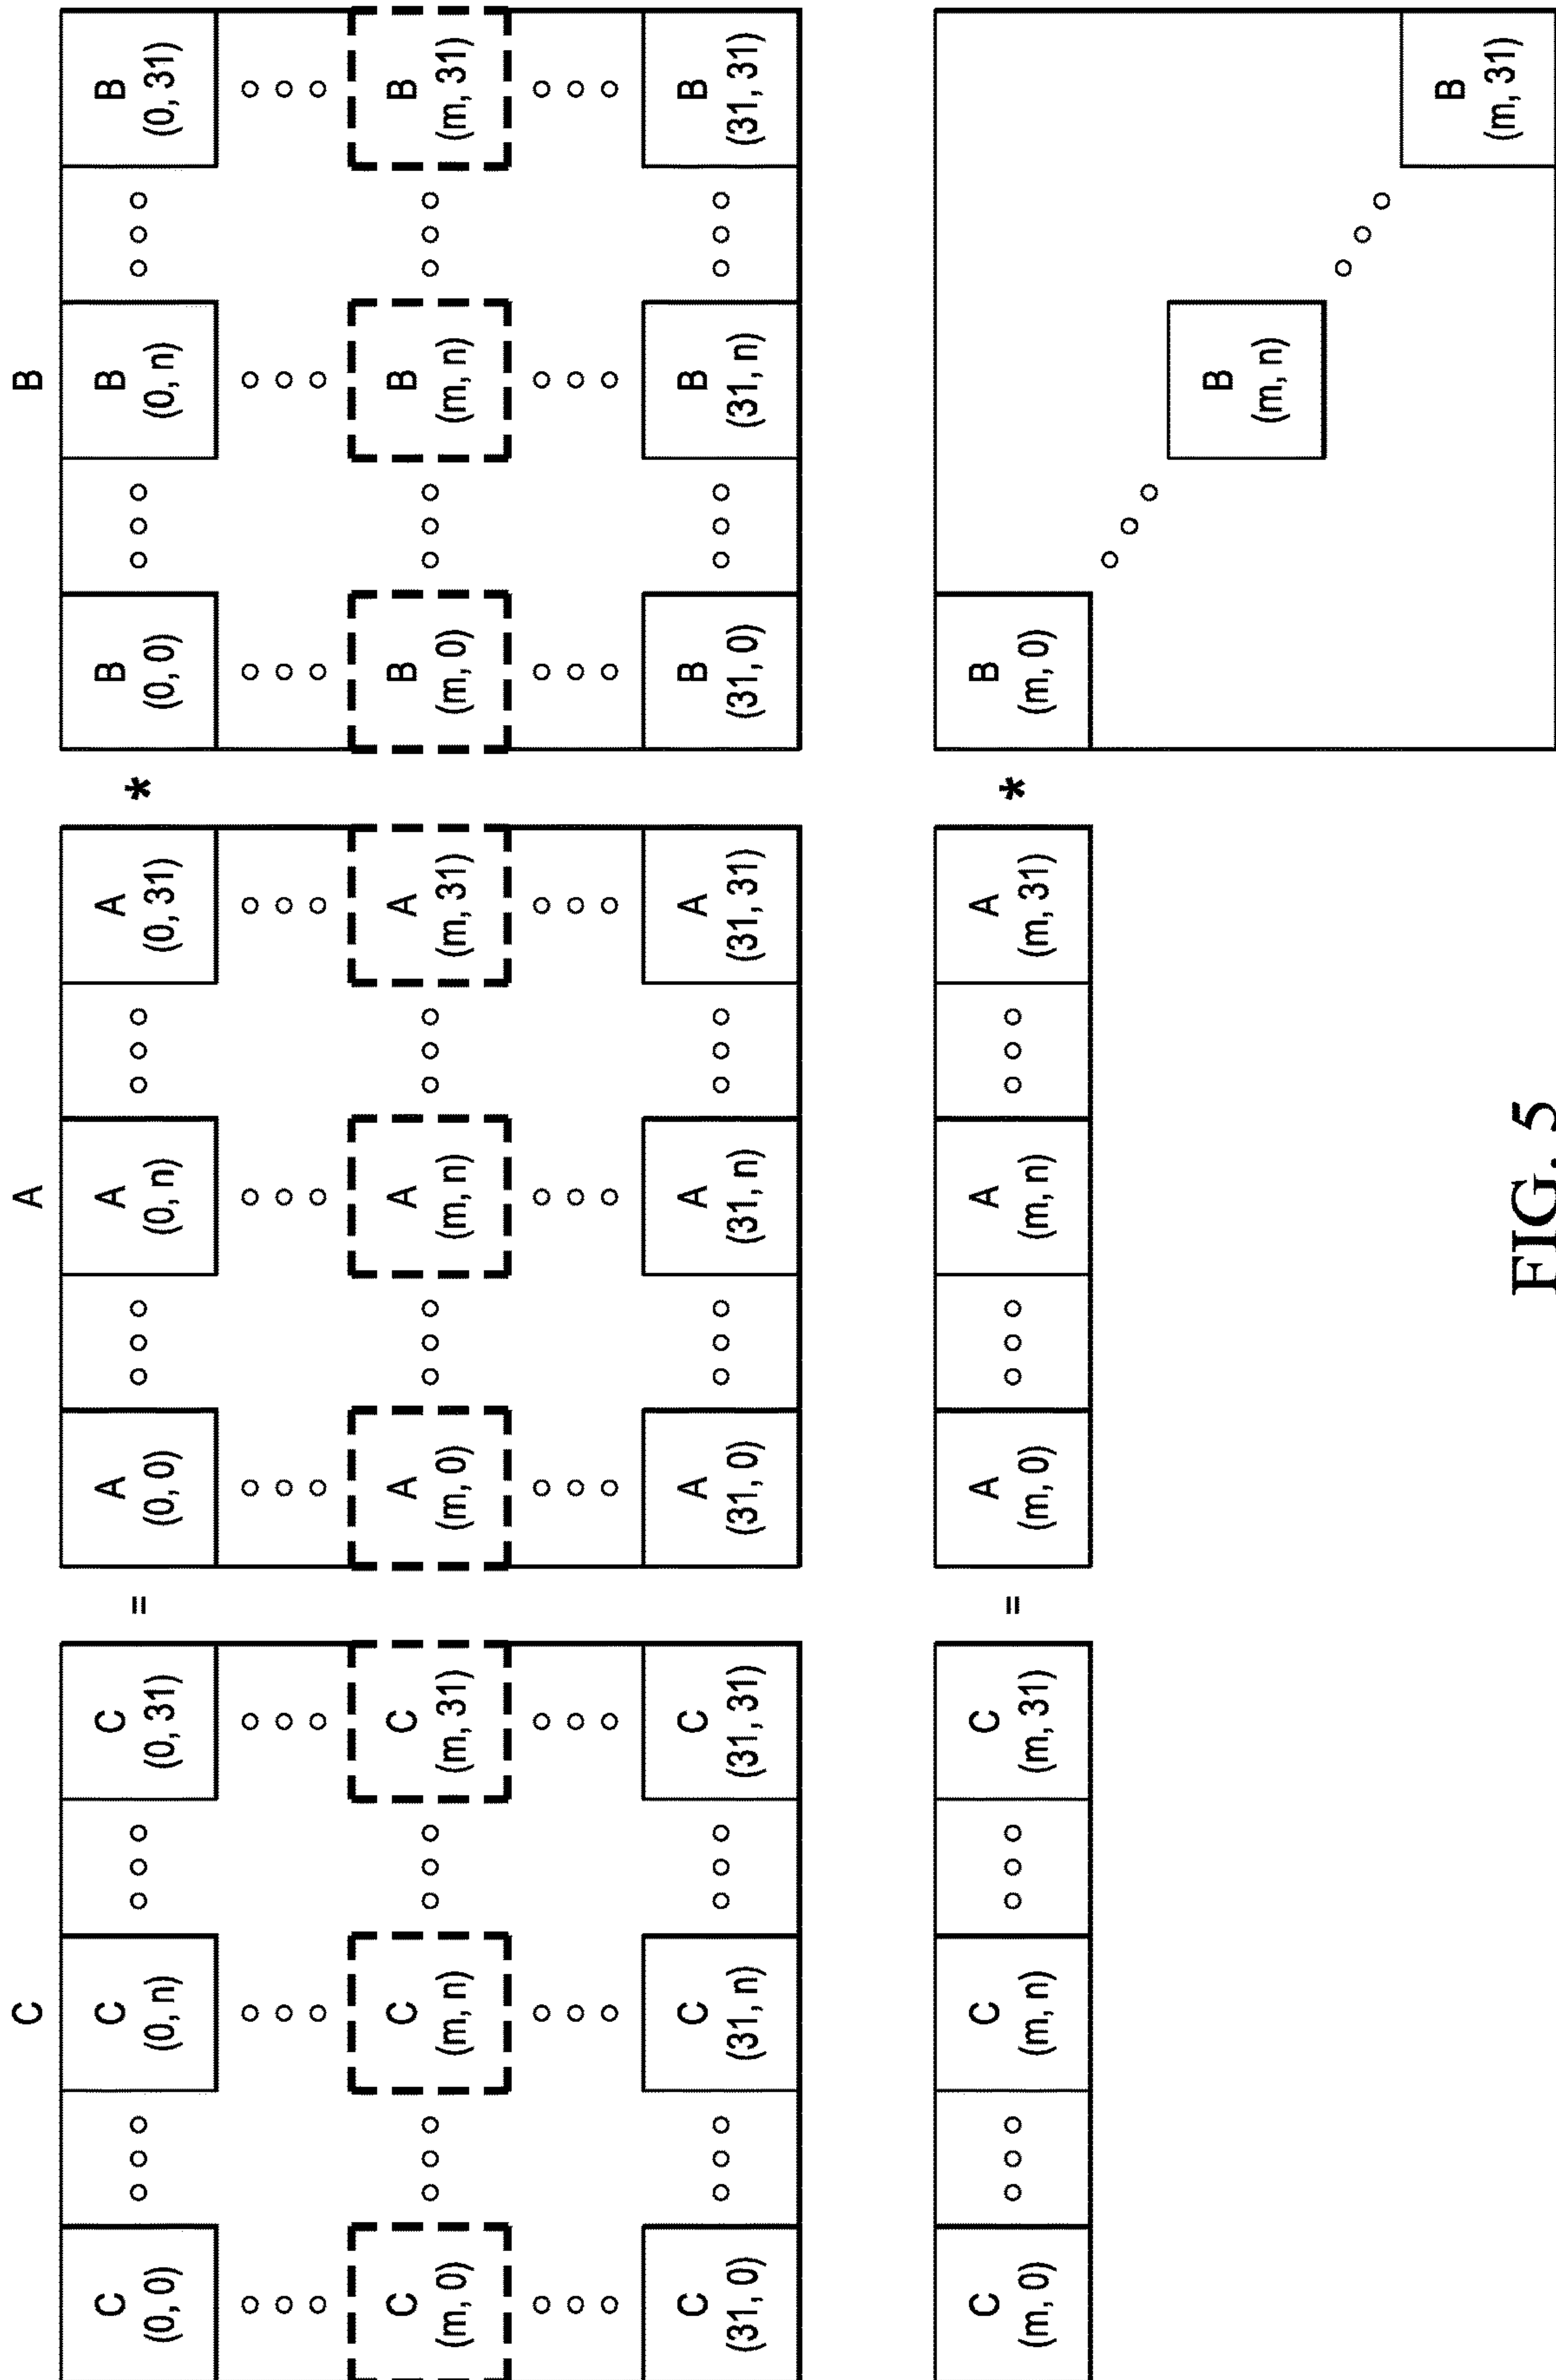 C = A * B
C (0, 0) ○ ○ ○ C (0, n) ○ ○ ○ C (0, 31) = A (0, 0) ○ ○ ○ A (0, n) ○ ○ ○ A (0, 31) * B (0, 0) ○ ○ ○ B (0, n) ○ ○ ○ B (0, 31)
C (m, 0) ○ ○ ○ C (m, n) ○ ○ ○ C (m, 31) A (m, 0) ○ ○ ○ A (m, n) ○ ○ ○ A (m, 31) B (m, 0) ○ ○ ○ B (m, n) ○ ○ ○ B (m, 31)
C (31, 0) ○ ○ ○ C (31, n) ○ ○ ○ C (31, 31) A (31, 0) ○ ○ ○ A (31, n) ○ ○ ○ A (31, 31) B (31, 0) ○ ○ ○ B (31, n) ○ ○ ○ B (31, 31)
C (m, 0) ○ ○ ○ C (m, n) ○ ○ ○ C (m, 31) = A (m, 0) ○ ○ ○ A (m, n) ○ ○ ○ A (m, 31) * B (m, 0)
B (m, n)
B (m, 31)
FIG. 5